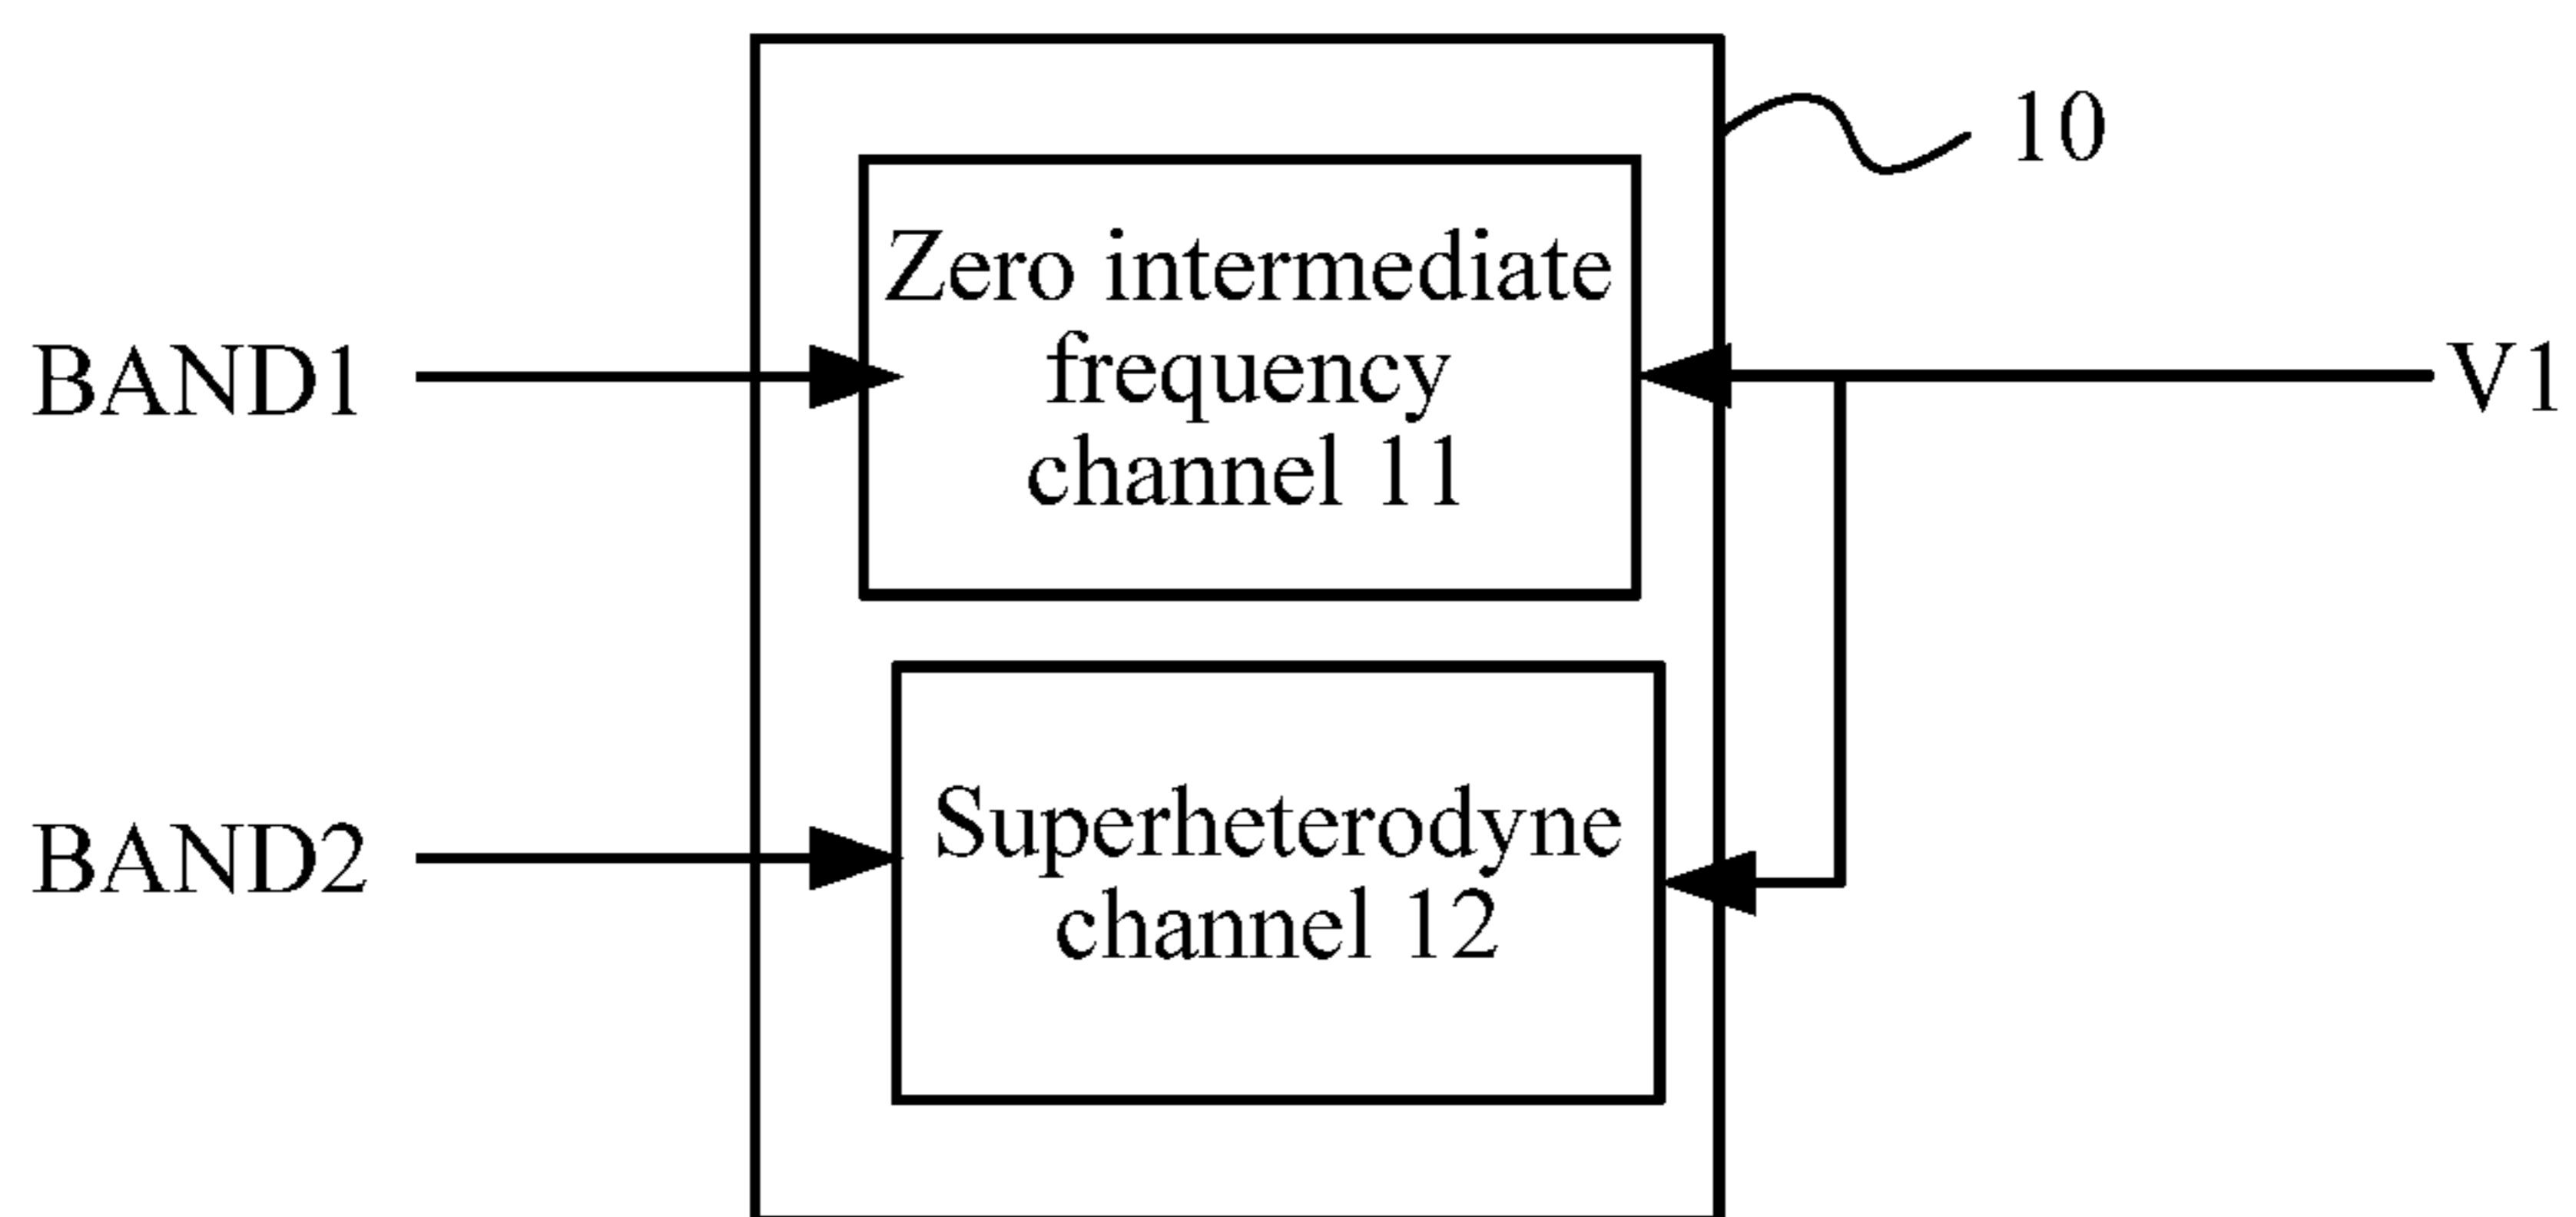 10
Zero intermediate
frequency
channel 11
BAND1
V1
Superheterodyne
channel 12
BAND2